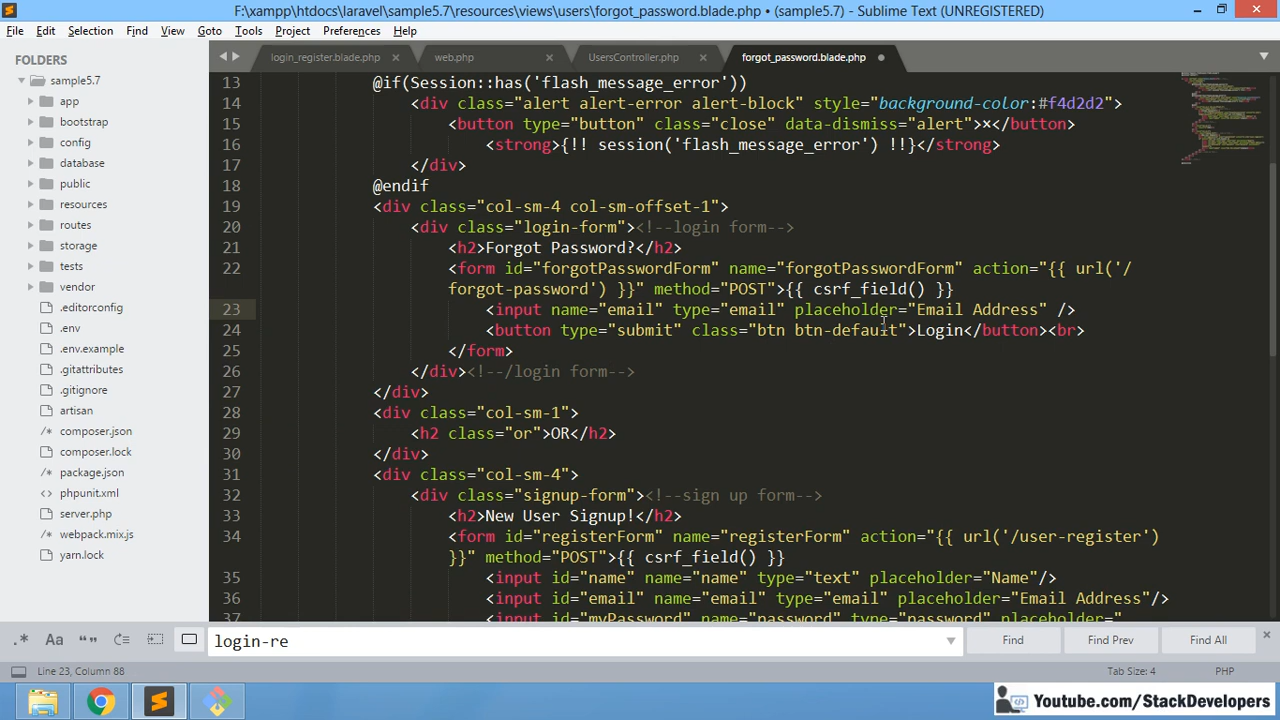 F:\xampp\htdocs\laravel\sample5.7\resources\views\users\forgot_password.blade.php • (sample5.7) - Sublime Text (UNREGISTERED)
File Edit Selection Find View Goto Tools Project Preferences Help
FOLDERS
sample5.7
app
bootstrap
config
database
public
resources
routes
storage
tests
vendor
.editorconfig
.env
.env.example
.gitattributes
.gitignore
artisan
composer.json
composer.lock
package.json
phpunit.xml
server.php
webpack.mix.js
yarn.lock
login_register.blade.php × web.php × UsersController.php × forgot_password.blade.php
13 @if(Session::has('flash_message_error'))
14 <div class="alert alert-error alert-block" style="background-color:#f4d2d2">
15 <button type="button" class="close" data-dismiss="alert">×</button>
16 <strong>{!! session('flash_message_error') !!}</strong>
17 </div>
18 @endif
19 <div class="col-sm-4 col-sm-offset-1">
20 <div class="login-form"><!--login form-->
21 <h2>Forgot Password?</h2>
22 <form id="forgotPasswordForm" name="forgotPasswordForm" action="{{ url('/
forgot-password') }}" method="POST">{{ csrf_field() }}
23 <input name="email" type="email" placeholder="Email Address" />
24 <button type="submit" class="btn btn-default">Login</button><br>
25 </form>
26 </div><!--/login form-->
27 </div>
28 <div class="col-sm-1">
29 <h2 class="or">OR</h2>
30 </div>
31 <div class="col-sm-4">
32 <div class="signup-form"><!--sign up form-->
33 <h2>New User Signup!</h2>
34 <form id="registerForm" name="registerForm" action="{{ url('/user-register')
}}" method="POST">{{ csrf_field() }}
35 <input id="name" name="name" type="text" placeholder="Name"/>
36 <input id="email" name="email" type="email" placeholder="Email Address"/>
37 <input id="myPassword" name="password" type="password" placeholder="
.* Aa “” login-re Find Find Prev Find All ×
Line 23, Column 88 Tab Size: 4 PHP
Youtube.com/StackDevelopers